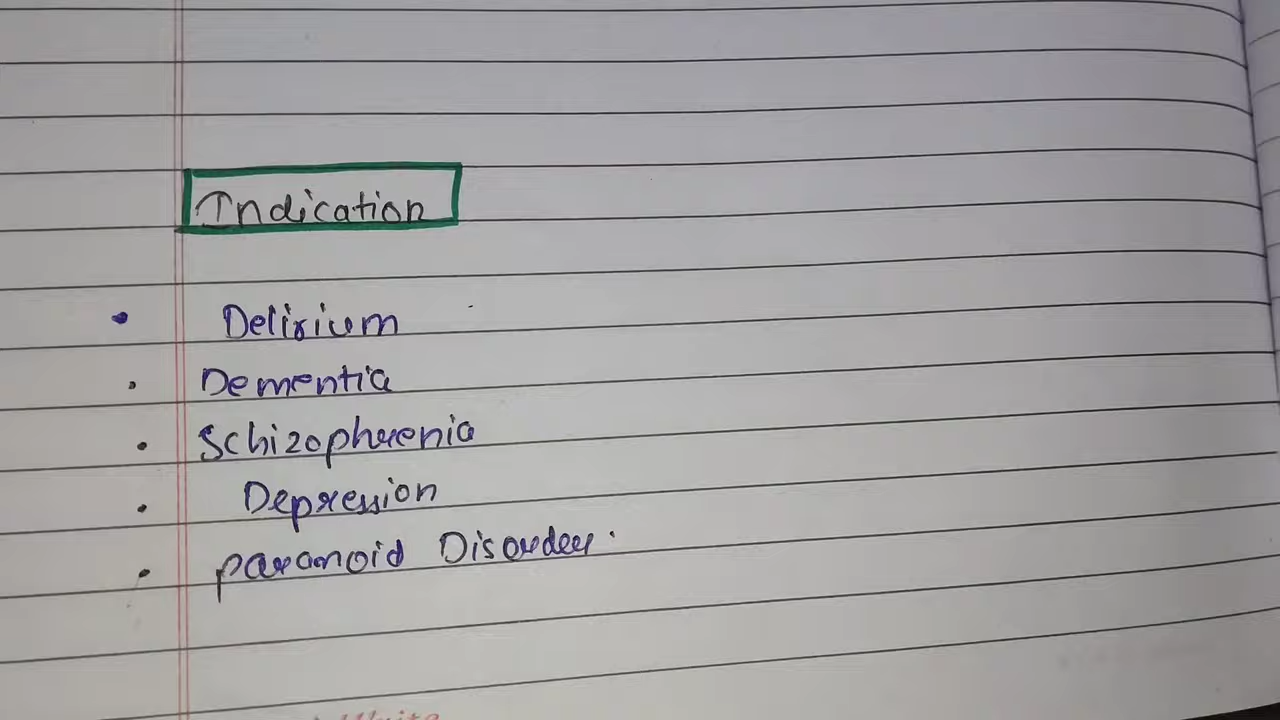 Indication
• Delirium
• Dementia
• Schizophrenia
• Depression
• paranoid Disorder.